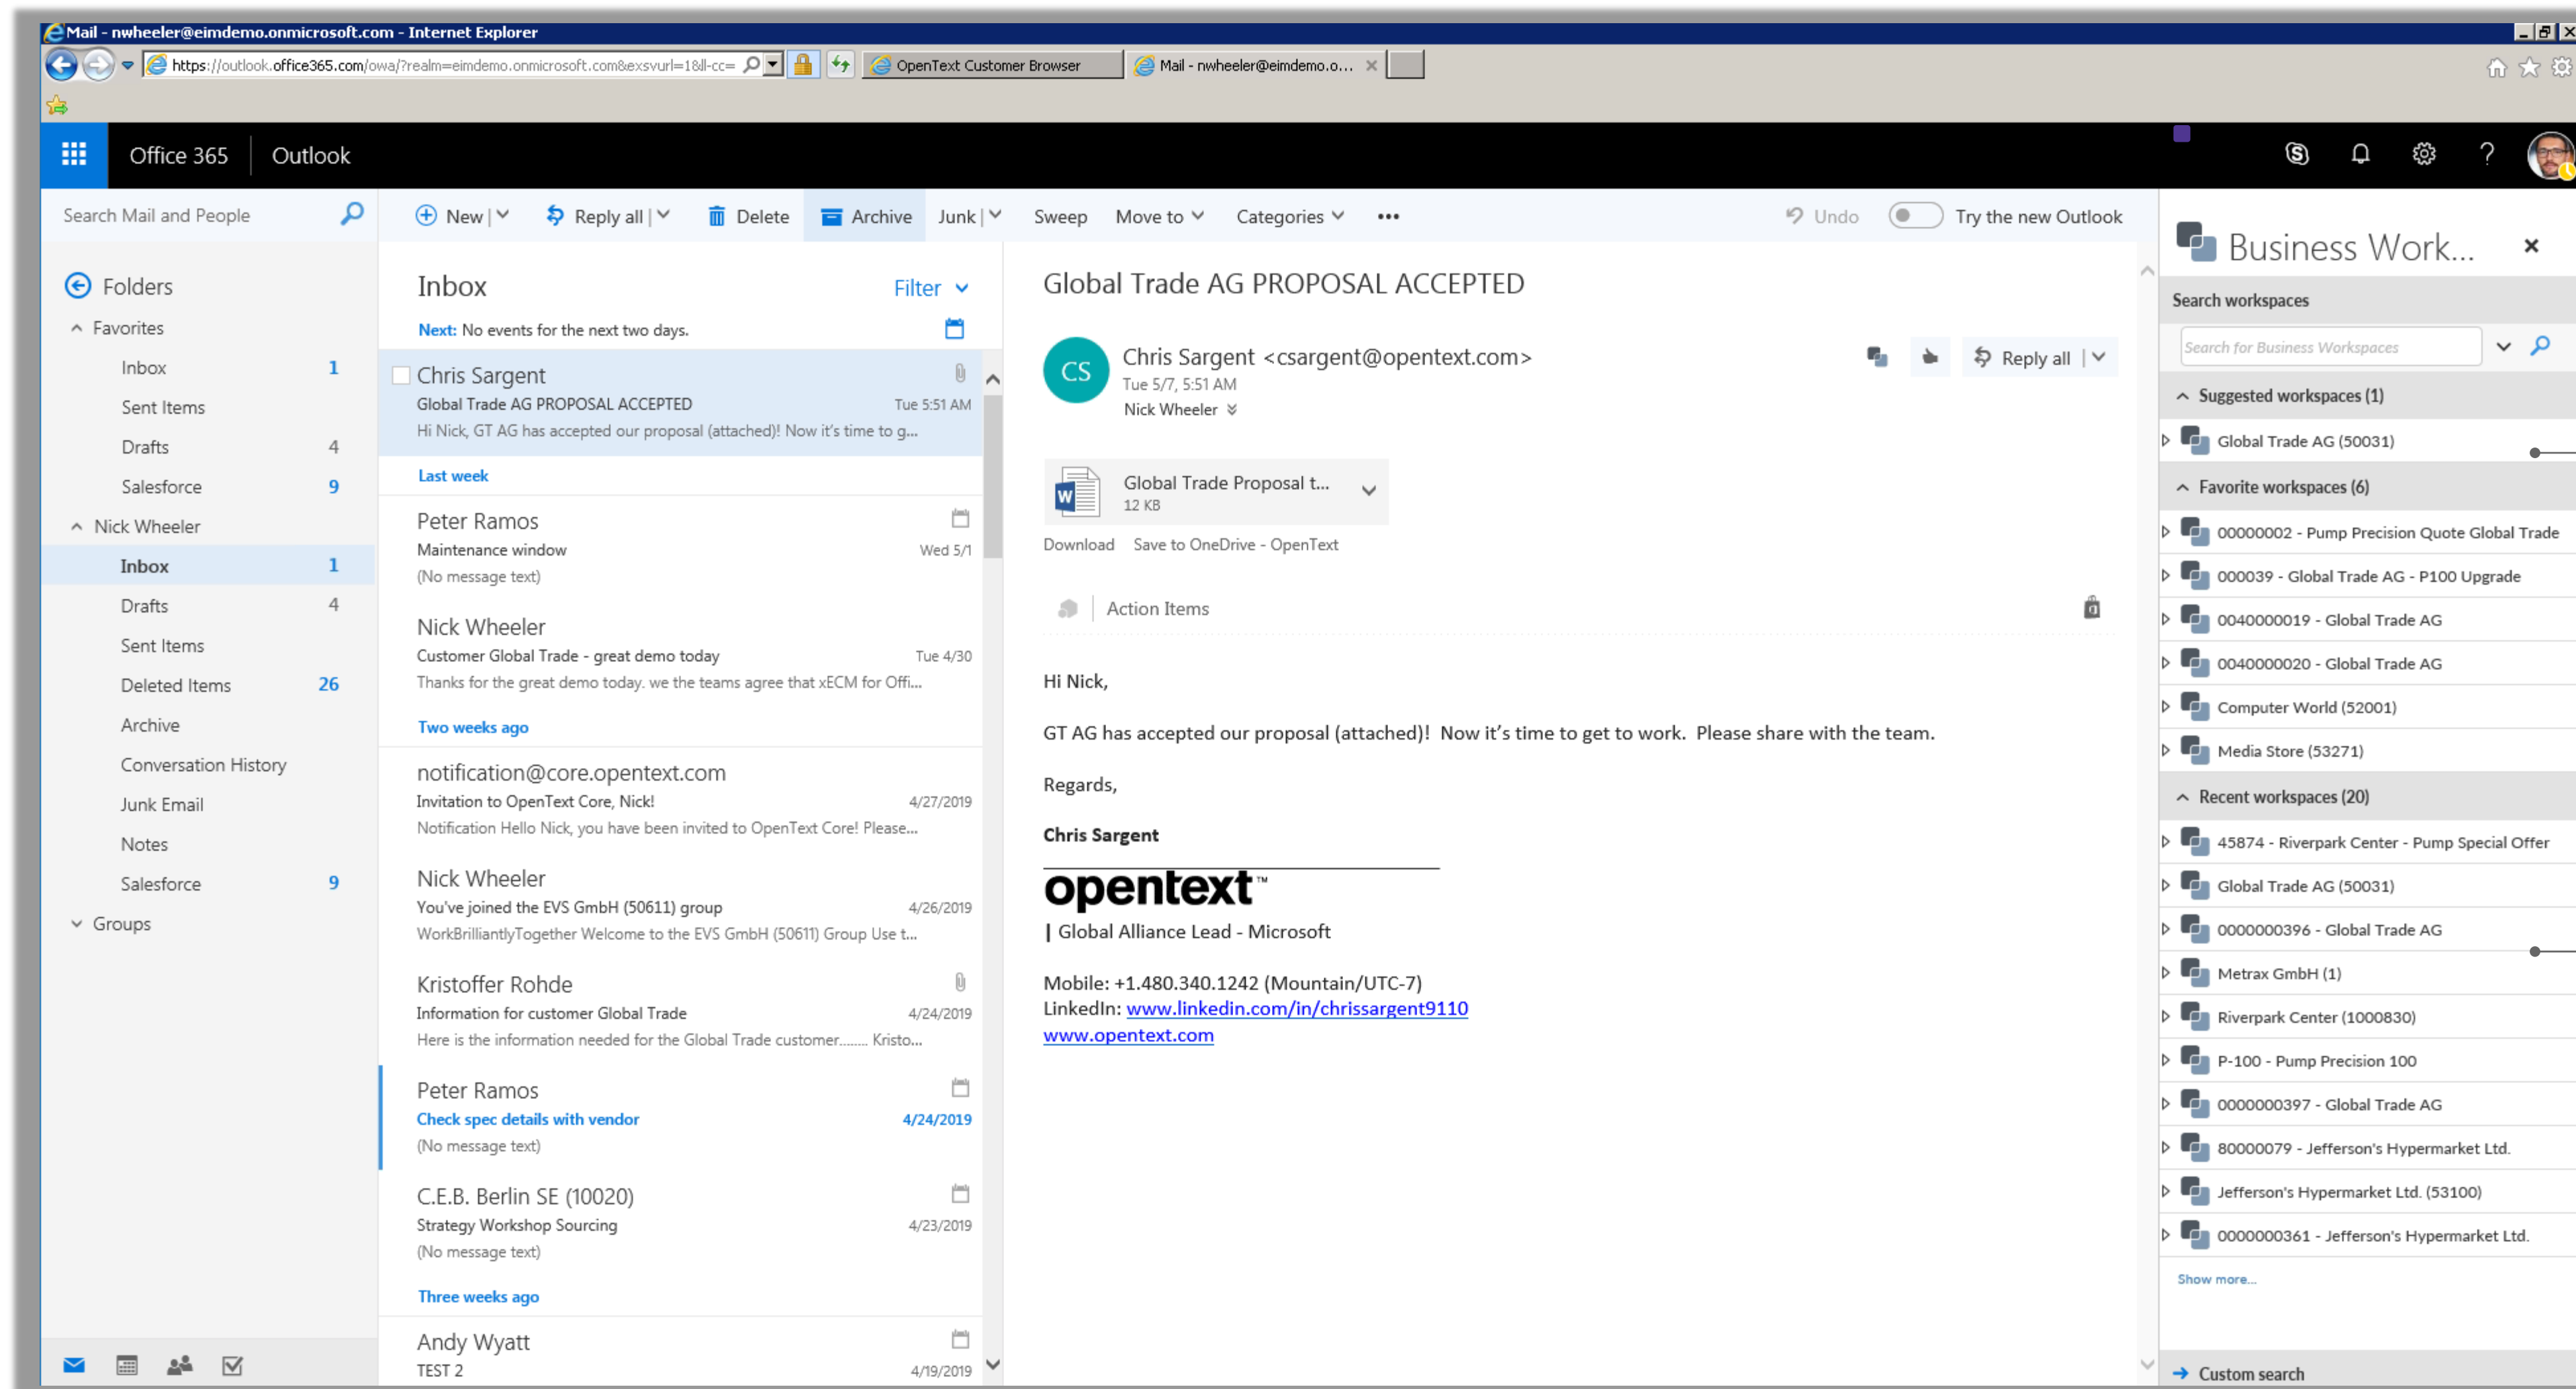 Mail - nwheeler@eimdemo.onmicrosoft.com - Internet Explorer
https://outlook.office365.com/owa/?realm=eimdemo.onmicrosoft.com&exsvurl=1&ll-cc=
OpenText Customer Browser
Mail - nwheeler@eimdemo.o...
Office 365
Outlook
Search Mail and People
New
Reply all
Delete
Archive
Junk
Sweep
Move to
Categories
Undo
Try the new Outlook
Folders
Favorites
Inbox 1
Sent Items
Drafts 4
Salesforce 9
Nick Wheeler
Inbox 1
Drafts 4
Sent Items
Deleted Items 26
Archive
Conversation History
Junk Email
Notes
Salesforce 9
Groups
Inbox
Filter
Next: No events for the next two days.
Chris Sargent
Global Trade AG PROPOSAL ACCEPTED Tue 5:51 AM
Hi Nick, GT AG has accepted our proposal (attached)! Now it's time to g...
Last week
Peter Ramos
Maintenance window Wed 5/1
(No message text)
Nick Wheeler
Customer Global Trade - great demo today Tue 4/30
Thanks for the great demo today. we the teams agree that xECM for Offi...
Two weeks ago
notification@core.opentext.com
Invitation to OpenText Core, Nick! 4/27/2019
Notification Hello Nick, you have been invited to OpenText Core! Please...
Nick Wheeler
You've joined the EVS GmbH (50611) group 4/26/2019
WorkBrilliantlyTogether Welcome to the EVS GmbH (50611) Group Use t...
Kristoffer Rohde
Information for customer Global Trade 4/24/2019
Here is the information needed for the Global Trade customer........ Kristo...
Peter Ramos
Check spec details with vendor 4/24/2019
(No message text)
C.E.B. Berlin SE (10020)
Strategy Workshop Sourcing 4/23/2019
(No message text)
Three weeks ago
Andy Wyatt
TEST 2 4/19/2019
Global Trade AG PROPOSAL ACCEPTED
CS
Chris Sargent <csargent@opentext.com>
Tue 5/7, 5:51 AM
Nick Wheeler
Reply all
Global Trade Proposal t...
12 KB
Download Save to OneDrive - OpenText
Action Items
Hi Nick,
GT AG has accepted our proposal (attached)! Now it's time to get to work. Please share with the team.
Regards,
Chris Sargent
opentext™
| Global Alliance Lead - Microsoft
Mobile: +1.480.340.1242 (Mountain/UTC-7)
LinkedIn: www.linkedin.com/in/chrissargent9110
www.opentext.com
Business Work...
Search workspaces
Search for Business Workspaces
Suggested workspaces (1)
Global Trade AG (50031)
Favorite workspaces (6)
00000002 - Pump Precision Quote Global Trade
000039 - Global Trade AG - P100 Upgrade
0040000019 - Global Trade AG
0040000020 - Global Trade AG
Computer World (52001)
Media Store (53271)
Recent workspaces (20)
45874 - Riverpark Center - Pump Special Offer
Global Trade AG (50031)
0000000396 - Global Trade AG
Metrax GmbH (1)
Riverpark Center (1000830)
P-100 - Pump Precision 100
0000000397 - Global Trade AG
80000079 - Jefferson's Hypermarket Ltd.
Jefferson's Hypermarket Ltd. (53100)
0000000361 - Jefferson's Hypermarket Ltd.
Show more...
Custom search